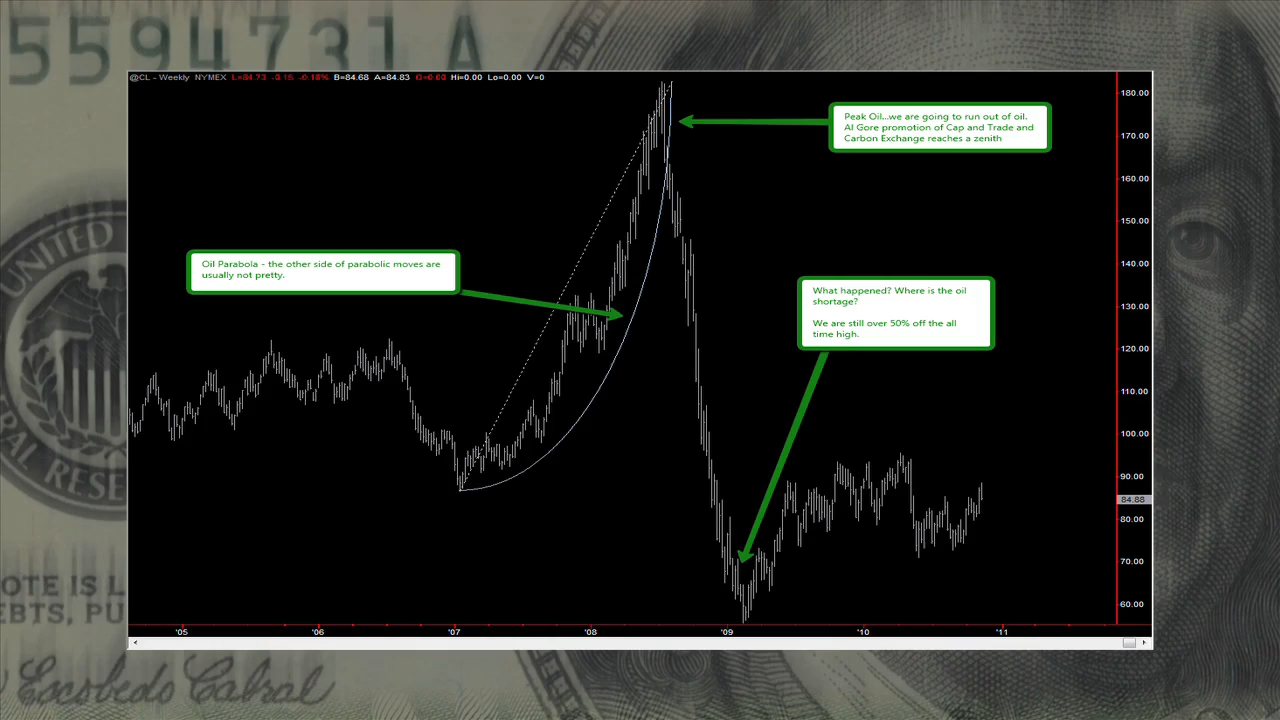 5594731 A
@CL - Weekly NYMEX L=84.73 -0.15 -0.18% B=84.68 A=84.83 O=0.00 Hi=0.00 Lo=0.00 V=0
180.00
Peak Oil...we are going to run out of oil.
Al Gore promotion of Cap and Trade and
Carbon Exchange reaches a zenith
170.00
160.00
150.00
140.00
Oil Parabola - the other side of parabolic moves are
usually not pretty.
130.00
What happened? Where is the oil
shortage?
We are still over 50% off the all
time high.
120.00
110.00
100.00
90.00
84.88
80.00
70.00
60.00
'05 '06 '07 '08 '09 '10 '11
UNITED
RAL RESE
OTE IS L
EBTS, PU
Escobedo Cabral